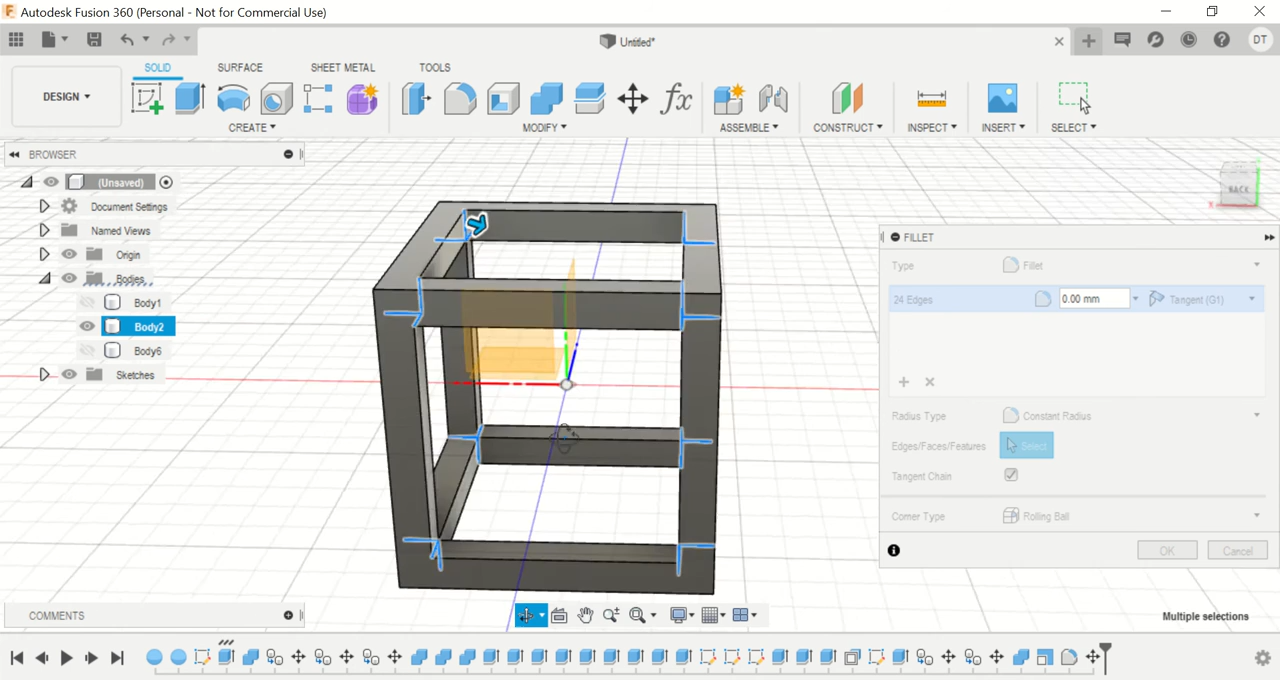 Autodesk Fusion 360 (Personal - Not for Commercial Use)
Untitled*
DT
DESIGN
SOLID
SURFACE
SHEET METAL
TOOLS
fx
CREATE
MODIFY
ASSEMBLE
CONSTRUCT
INSPECT
INSERT
SELECT
BROWSER
(Unsaved)
Document Settings
Named Views
Origin
Bodies
Body1
Body2
Body6
Sketches
BACK
X
FILLET
Type Fillet
24 Edges 0.00 mm Tangent (G1)
Radius Type Constant Radius
Edges/Faces/Features Select
Tangent Chain
Corner Type Rolling Ball
OK Cancel
COMMENTS
Multiple selections